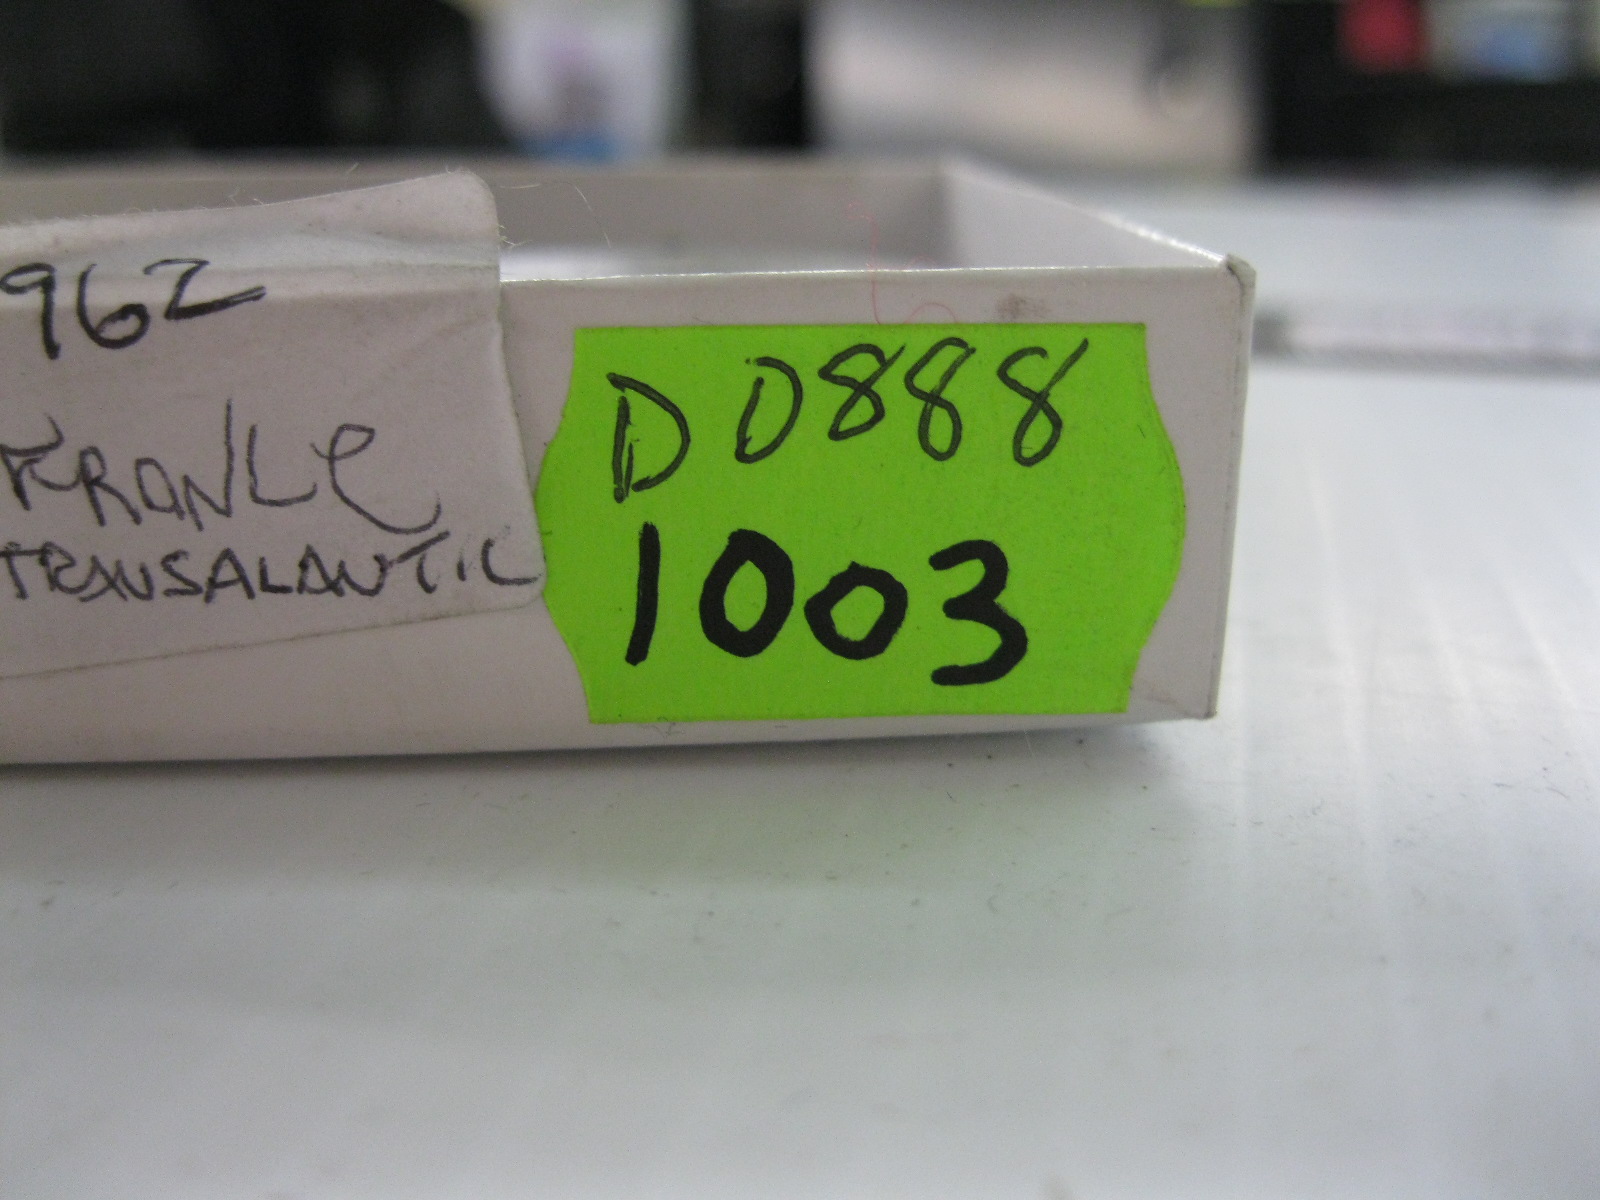 962
FRANCE
TRANSALANTIC
D0888
1003